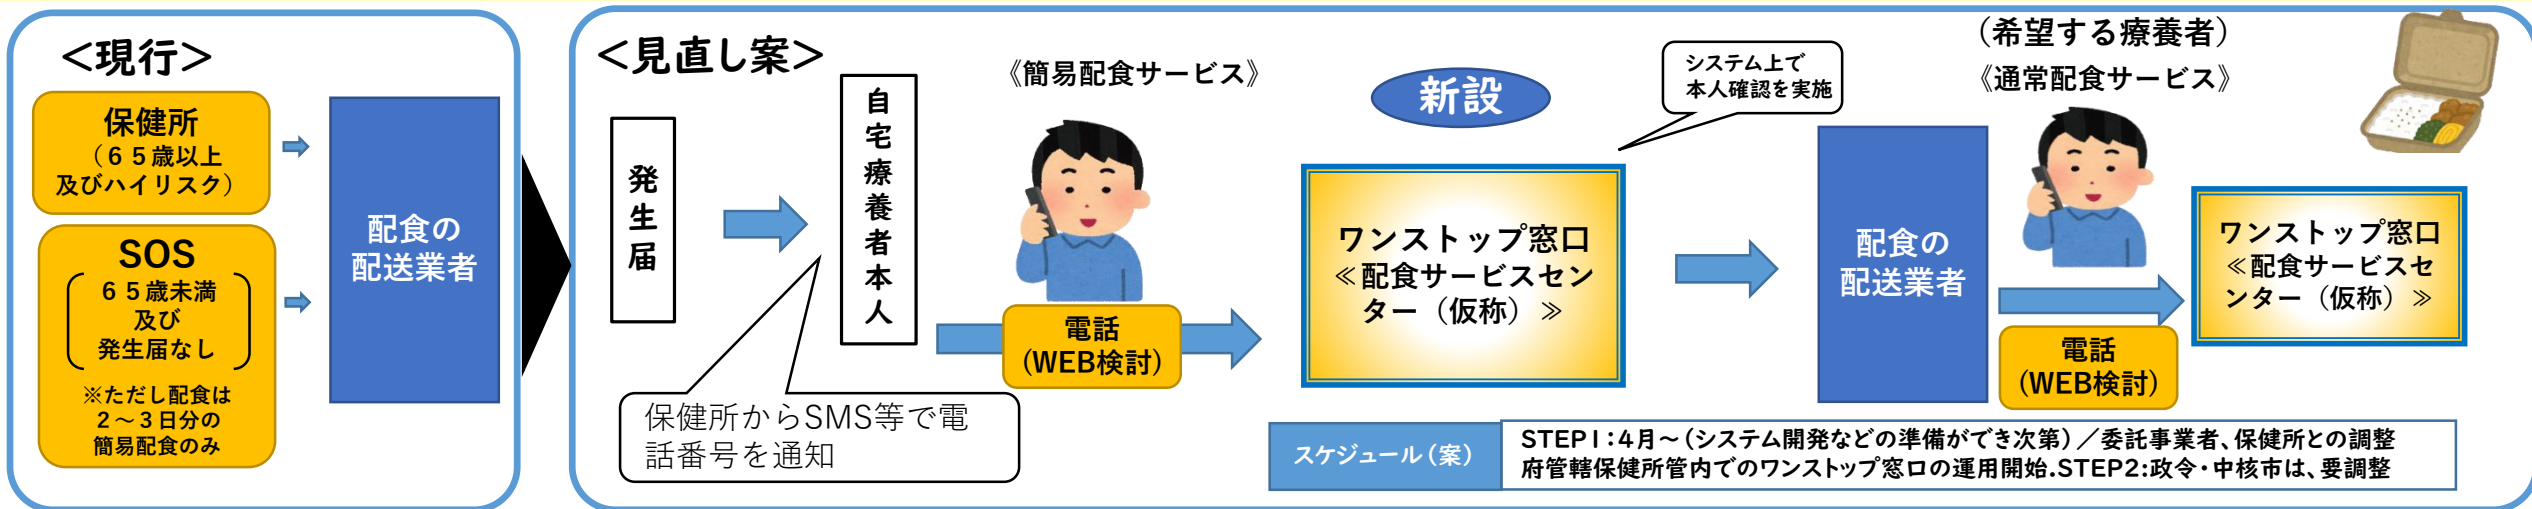 ＜現行＞
保健所
（６５歳以上
及びハイリスク）
SOS
６５歳未満
及び
発生届なし
※ただし配食は
２～３日分の
簡易配食のみ
配食の
配送業者
＜見直し案＞
発生届
自宅療養者本人
保健所からSMS等で電
話番号を通知
《簡易配食サービス》
電話
(WEB検討)
新設
システム上で
本人確認を実施
ワンストップ窓口
≪配食サービスセン
ター（仮称）≫
配食の
配送業者
（希望する療養者）
《通常配食サービス》
電話
(WEB検討)
ワンストップ窓口
≪配食サービスセ
ンター（仮称）≫
スケジュール（案）
STEP1：4月～（システム開発などの準備ができ次第）／委託事業者、保健所との調整
府管轄保健所管内でのワンストップ窓口の運用開始.STEP2:政令・中核市は、要調整